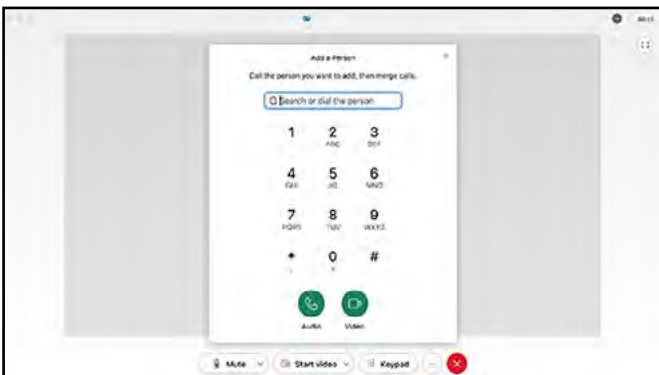 Add a Person
Call the person you want to add, then merge calls.
Search or dial the person
1 2 3
ABC DEF
4 5 6
GHI JKL MNO
7 8 9
PQRS TUV WXYZ
* 0 #
+
Audio Video
Mute Start video Keypad